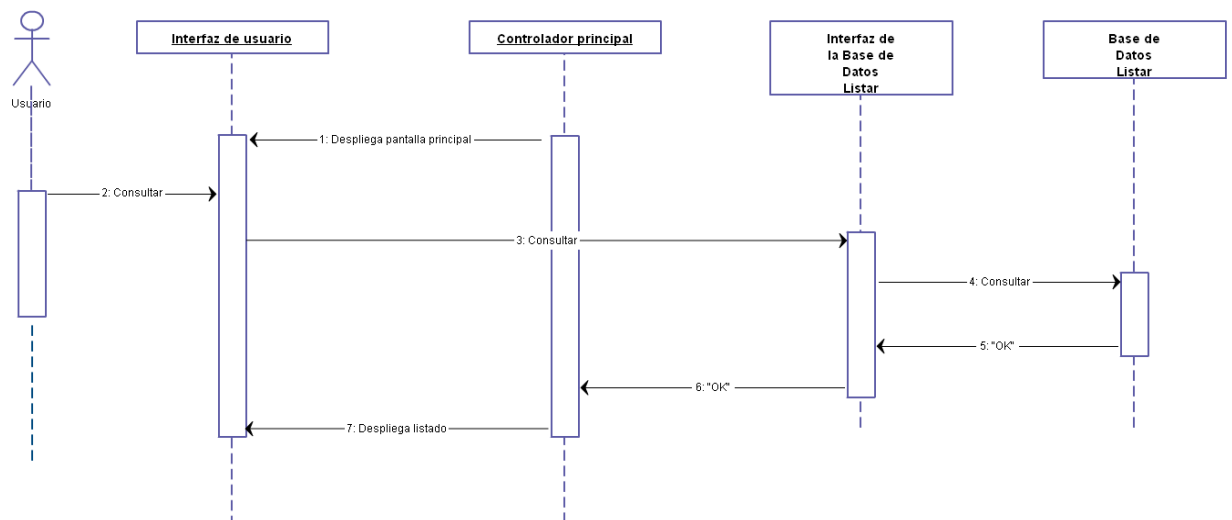 Interfaz de usuario
Controlador principal
Interfaz de
la Base de
Datos
Listar
Base de
Datos
Listar
Usuario
1: Despliega pantalla principal
2: Consultar
3: Consultar
4: Consultar
5: "OK"
6: "OK"
7: Despliega listado